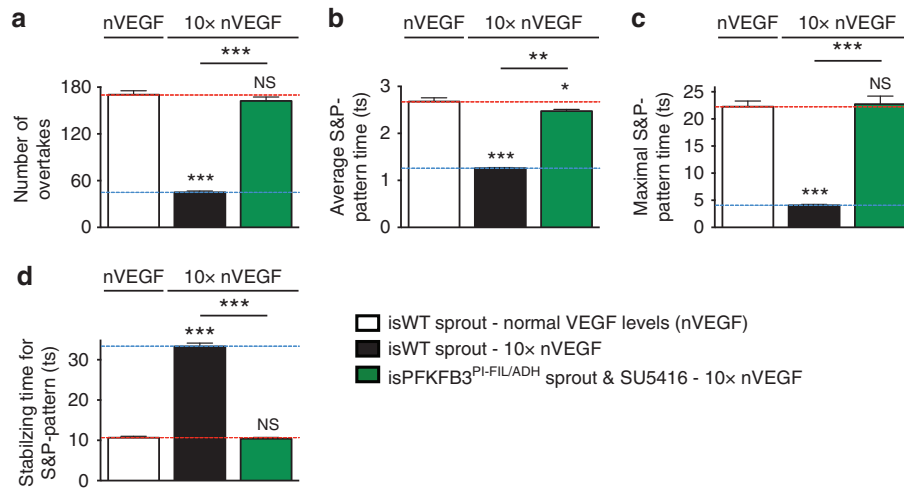 a
nVEGF 10× nVEGF
***
NS
***
Number of
overtakes
180
120
60
0
b
nVEGF 10× nVEGF
**
*
***
Average S&P-
pattern time (ts)
3
2
1
0
c
nVEGF 10× nVEGF
***
NS
***
Maximal S&P-
pattern time (ts)
25
20
15
10
5
0
d
nVEGF 10× nVEGF
***
***
NS
Stabilzing time for
S&P-pattern (ts)
30
20
10
0
isWT sprout - normal VEGF levels (nVEGF)
isWT sprout - 10× nVEGF
isPFKFB3PI-FIL/ADH sprout & SU5416 - 10× nVEGF